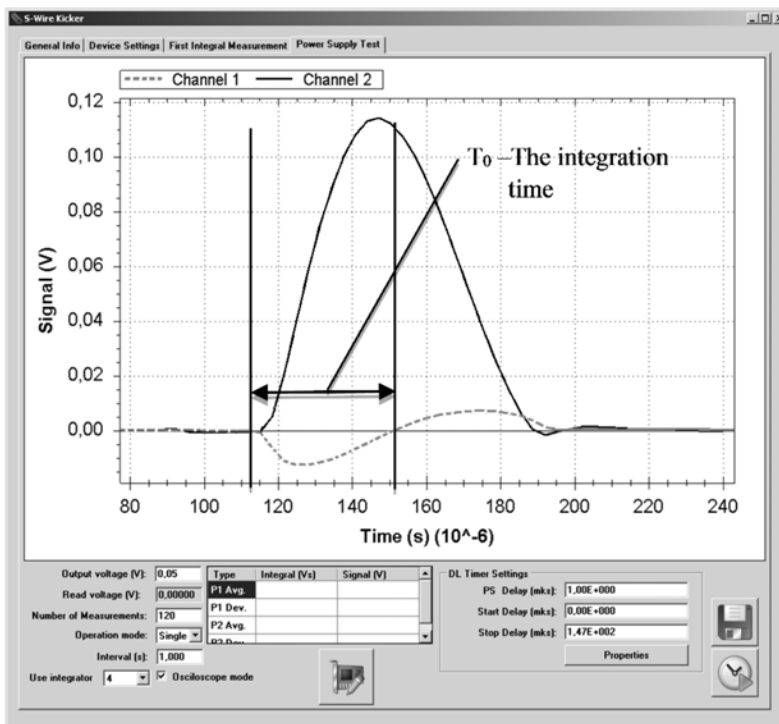 S-Wire Kicker
General Info Device Settings First Integral Measurement Power Supply Test
Channel 1 Channel 2
0,12
0,10
0,08
0,06
0,04
0,02
0,00
Signal (V)
T0 –The integration
time
80 100 120 140 160 180 200 220 240
Time (s) (10^-6)
Output voltage (V): 0,05
Read voltage (V): 0,00000
Number of Measurements: 120
Operation mode: Single
Interval (s): 1,000
Use integrator 4 Osciloscope mode
Type Integral (Vs) Signal (V)
P1 Avg.
P1 Dev.
P2 Avg.
P2 Dev.
DL Timer Settings
PS Delay (mks): 1,00E+000
Start Delay (mks): 0,00E+000
Stop Delay (mks): 1,47E+002
Properties